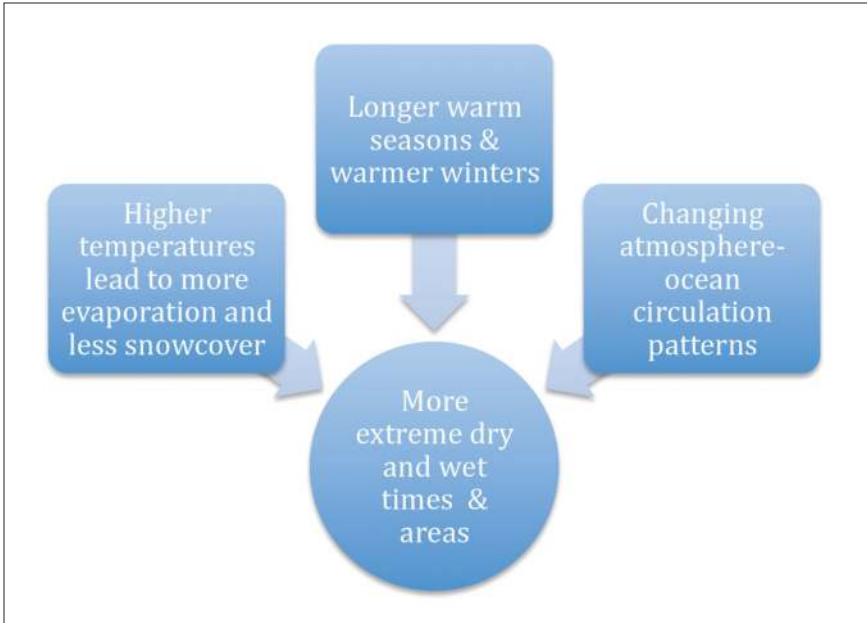 Longer warm
seasons &
warmer winters
Higher
temperatures
lead to more
evaporation and
less snowcover
Changing
atmosphere-
ocean
circulation
patterns
More
extreme dry
and wet
times &
areas